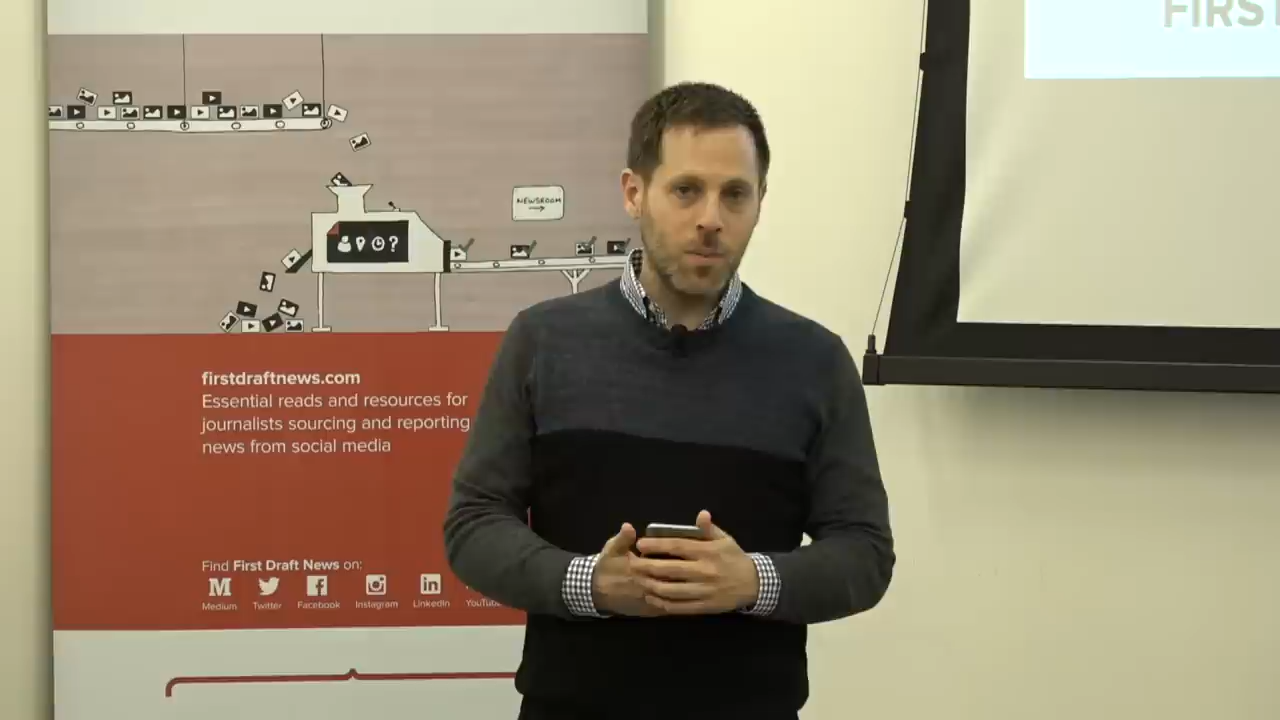 FIRST
NEWSROOM
?
firstdraftnews.com
Essential reads and resources for
journalists sourcing and reporting
news from social media
Find First Draft News on:
Medium Twitter Facebook Instagram LinkedIn YouTube